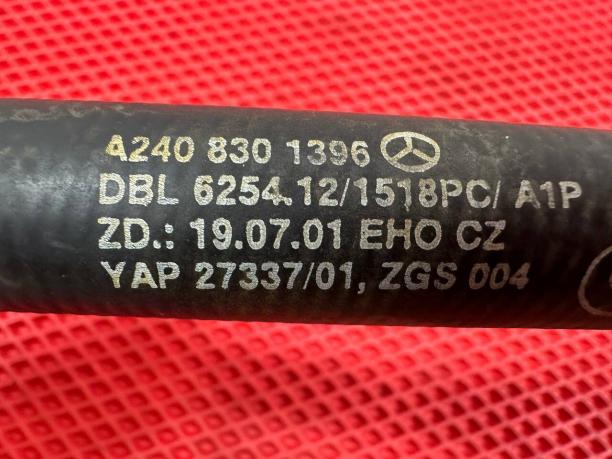 A240 830 1396
DBL 6254.12/1518PC/ A1P
ZD.: 19.07.01 EHO CZ
YAP 27337/01, ZGS 004